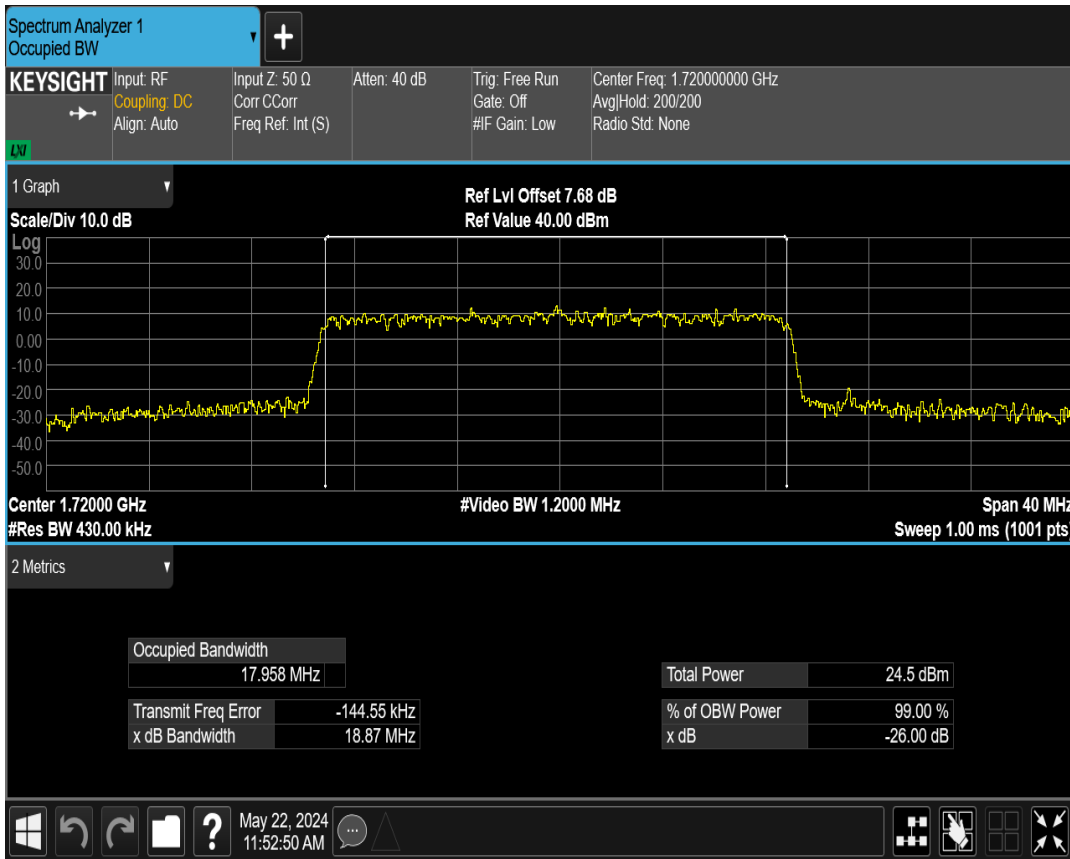 Spectrum Analyzer 1
Occupied BW
KEYSIGHT
LXI
Input: RF
Coupling: DC
Align: Auto
Input Z: 50 Ω
Corr CCorr
Freq Ref: Int (S)
Atten: 40 dB
Trig: Free Run
Gate: Off
#IF Gain: Low
Center Freq: 1.720000000 GHz
Avg|Hold: 200/200
Radio Std: None
1 Graph
Scale/Div 10.0 dB
Ref Lvl Offset 7.68 dB
Ref Value 40.00 dBm
Log
30.0
20.0
10.0
0.00
-10.0
-20.0
-30.0
-40.0
-50.0
Center 1.72000 GHz
#Video BW 1.2000 MHz
Span 40 MHz
#Res BW 430.00 kHz
Sweep 1.00 ms (1001 pts)
2 Metrics
Occupied Bandwidth
17.958 MHz
Total Power 24.5 dBm
Transmit Freq Error -144.55 kHz
% of OBW Power 99.00 %
x dB Bandwidth 18.87 MHz
x dB -26.00 dB
?
May 22, 2024
11:52:50 AM